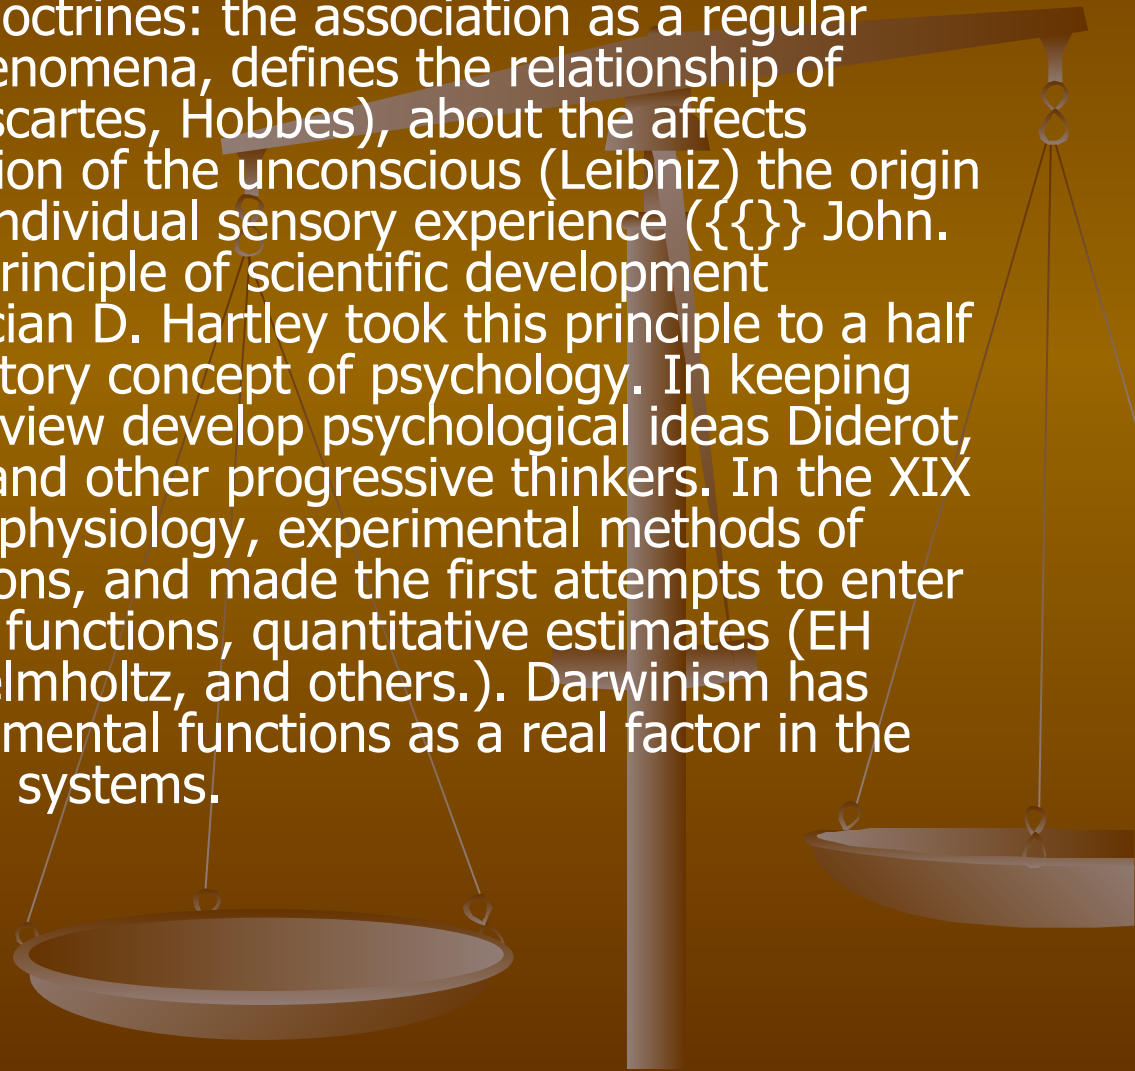 octrines: the association as a regular
enomena, defines the relationship of
scartes, Hobbes), about the affects
ion of the unconscious (Leibniz) the origin
ndividual sensory experience ({{}} John.
rinciple of scientific development
cian D. Hartley took this principle to a half
tory concept of psychology. In keeping
view develop psychological ideas Diderot,
and other progressive thinkers. In the XIX
physiology, experimental methods of
ons, and made the first attempts to enter
functions, quantitative estimates (EH
elmholtz, and others.). Darwinism has
mental functions as a real factor in the
systems.